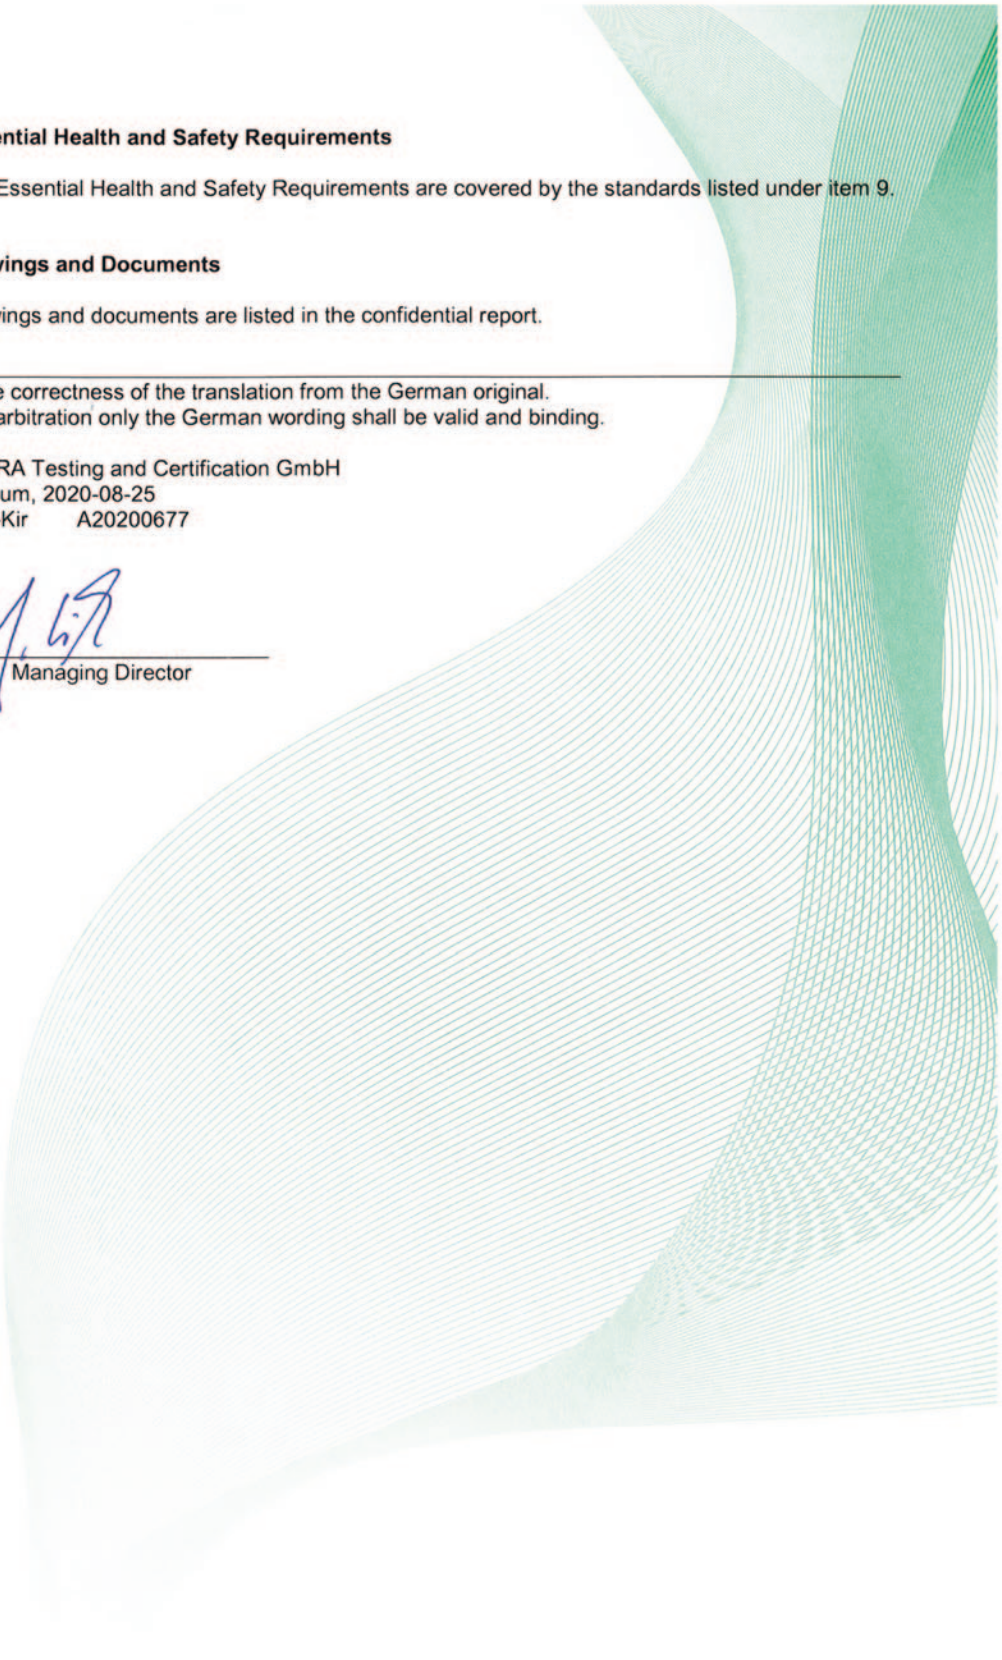 ential Health and Safety Requirements
Essential Health and Safety Requirements are covered by the standards listed under item 9.
vings and Documents
vings and documents are listed in the confidential report.
e correctness of the translation from the German original.
arbitration only the German wording shall be valid and binding.
RA Testing and Certification GmbH
um, 2020-08-25
Kir A20200677
Managing Director